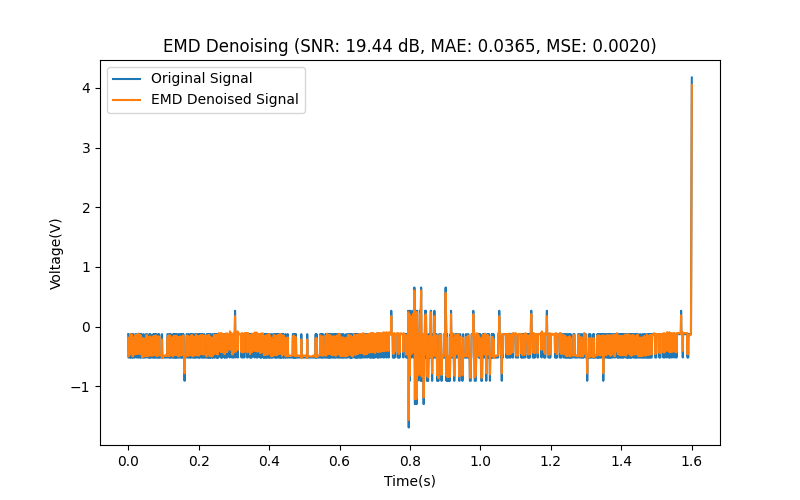 EMD Denoising (SNR: 19.44 dB, MAE: 0.0365, MSE: 0.0020)
Original Signal
EMD Denoised Signal
Voltage(V)
4
3
2
1
0
−1
0.0 0.2 0.4 0.6 0.8 1.0 1.2 1.4 1.6
Time(s)